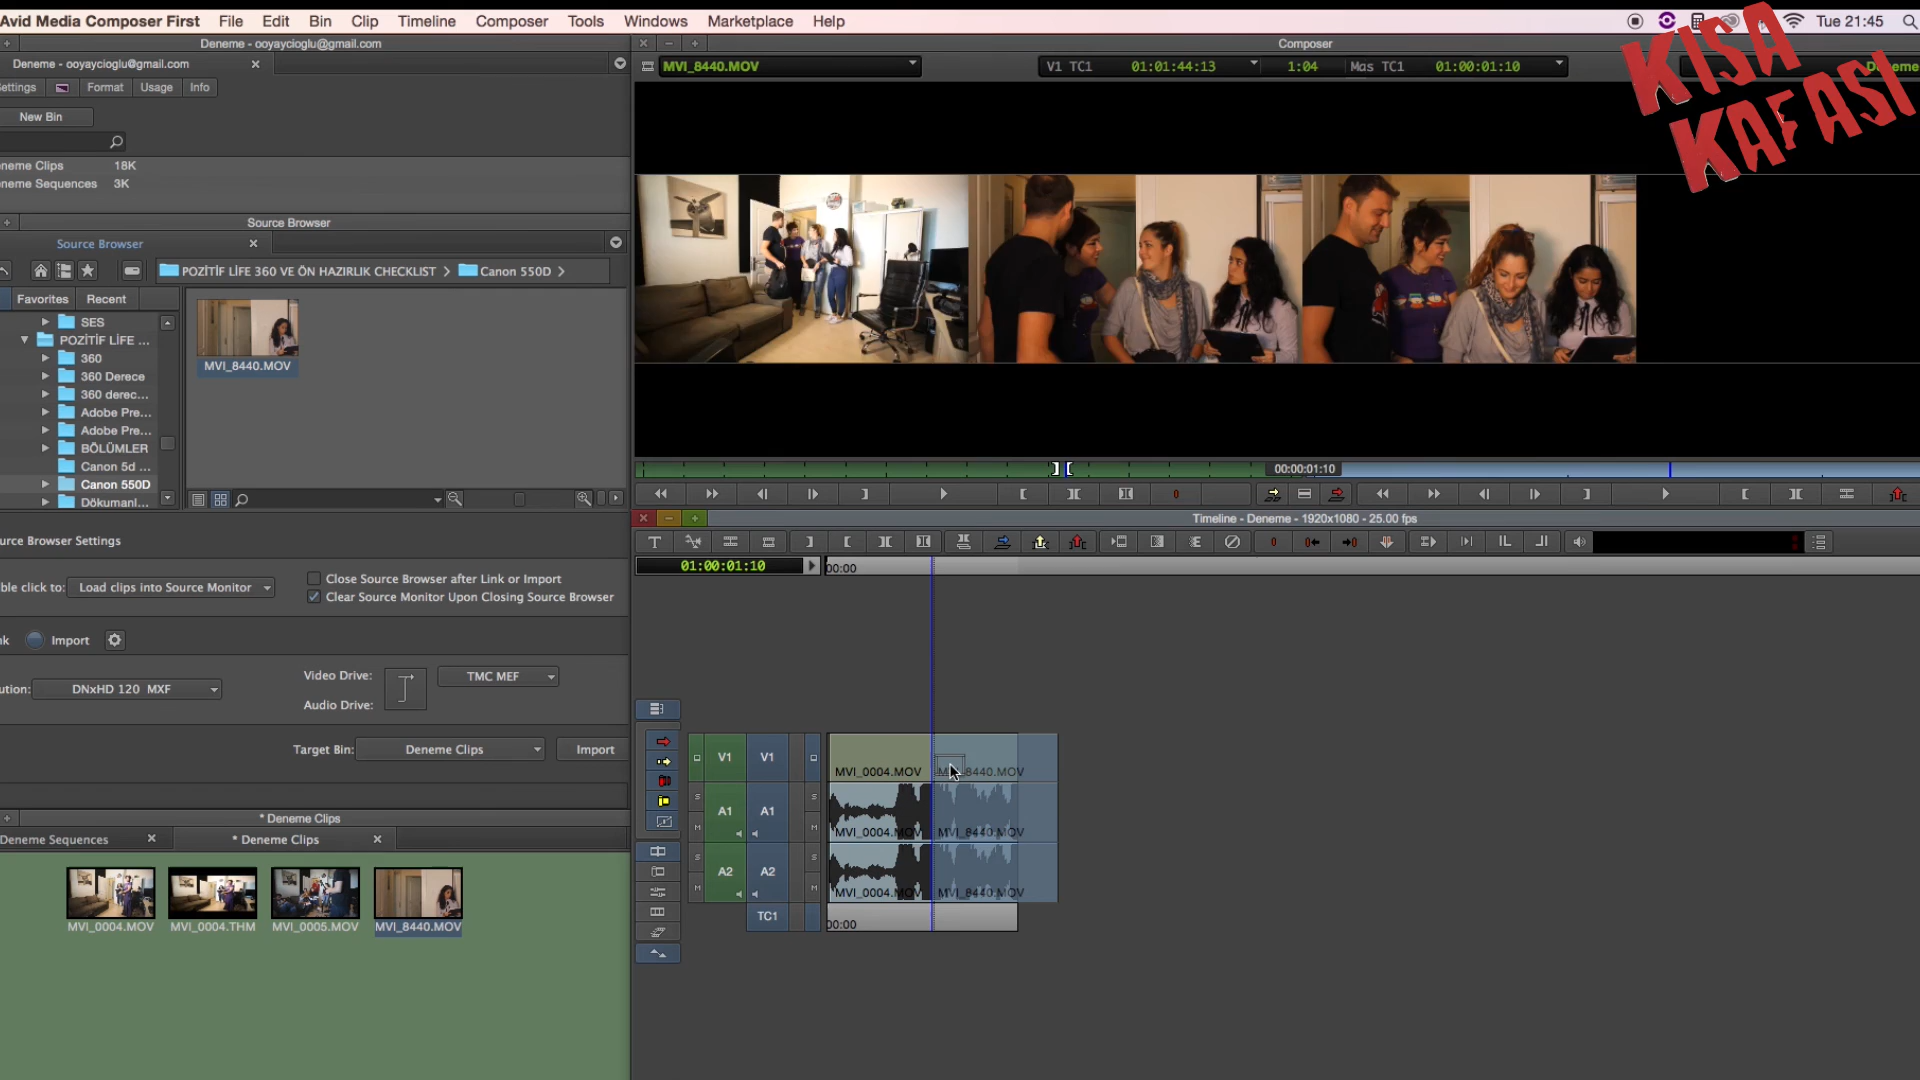 Avid Media Composer First File Edit Bin Clip Timeline Composer Tools Windows Marketplace Help Tue 21:45
KISA KAFASI
Deneme - ooyaycioglu@gmail.com
Deneme - ooyaycioglu@gmail.com
ettings Format Usage Info
New Bin
neme Clips 18K
neme Sequences 3K
Source Browser
Source Browser
POZİTİF LİFE 360 VE ÖN HAZIRLIK CHECKLIST Canon 550D
Favorites Recent
SES
POZİTİF LİFE ...
360
360 Derece
360 derec...
Adobe Pre...
Adobe Pre...
BÖLÜMLER
Canon 5d ...
Canon 550D
Dökumanl...
MVI_8440.MOV
urce Browser Settings
ble click to: Load clips into Source Monitor
Close Source Browser after Link or Import
Clear Source Monitor Upon Closing Source Browser
nk Import
ution: DNxHD 120 MXF
Video Drive: TMC MEF
Audio Drive:
Target Bin: Deneme Clips Import
* Deneme Clips
Deneme Sequences * Deneme Clips
MVI_0004.MOV MVI_0004.THM MVI_0005.MOV MVI_8440.MOV
Composer
MVI_8440.MOV V1 TC1 01:01:44:13 1:04 Mas TC1 01:00:01:10 Deneme
00:00:01:10
Timeline - Deneme - 1920x1080 - 25.00 fps
01:00:01:10 00:00
V1 V1 MVI_0004.MOV MVI_8440.MOV
S S
A1 A1 MVI_0004.MOV MVI_8440.MOV
M M
S S
A2 A2 MVI_0004.MOV MVI_8440.MOV
M M
TC1 00:00